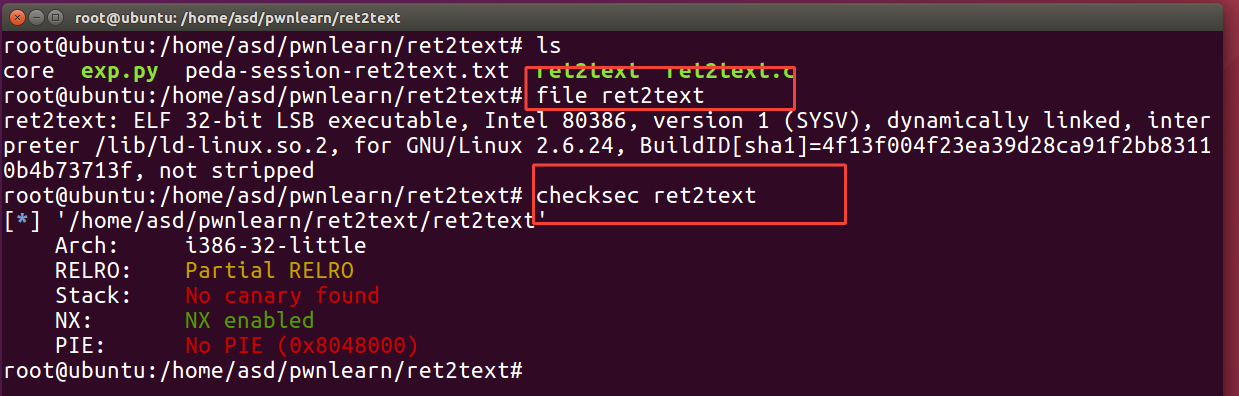 root@ubuntu: /home/asd/pwnlearn/ret2text
root@ubuntu:/home/asd/pwnlearn/ret2text# ls
core  exp.py  peda-session-ret2text.txt  ret2text  ret2text.c
root@ubuntu:/home/asd/pwnlearn/ret2text# file ret2text
ret2text: ELF 32-bit LSB executable, Intel 80386, version 1 (SYSV), dynamically linked, inter
preter /lib/ld-linux.so.2, for GNU/Linux 2.6.24, BuildID[sha1]=4f13f004f23ea39d28ca91f2bb8311
0b4b73713f, not stripped
root@ubuntu:/home/asd/pwnlearn/ret2text# checksec ret2text
[*] '/home/asd/pwnlearn/ret2text/ret2text'
    Arch:     i386-32-little
    RELRO:    Partial RELRO
    Stack:    No canary found
    NX:       NX enabled
    PIE:      No PIE (0x8048000)
root@ubuntu:/home/asd/pwnlearn/ret2text#